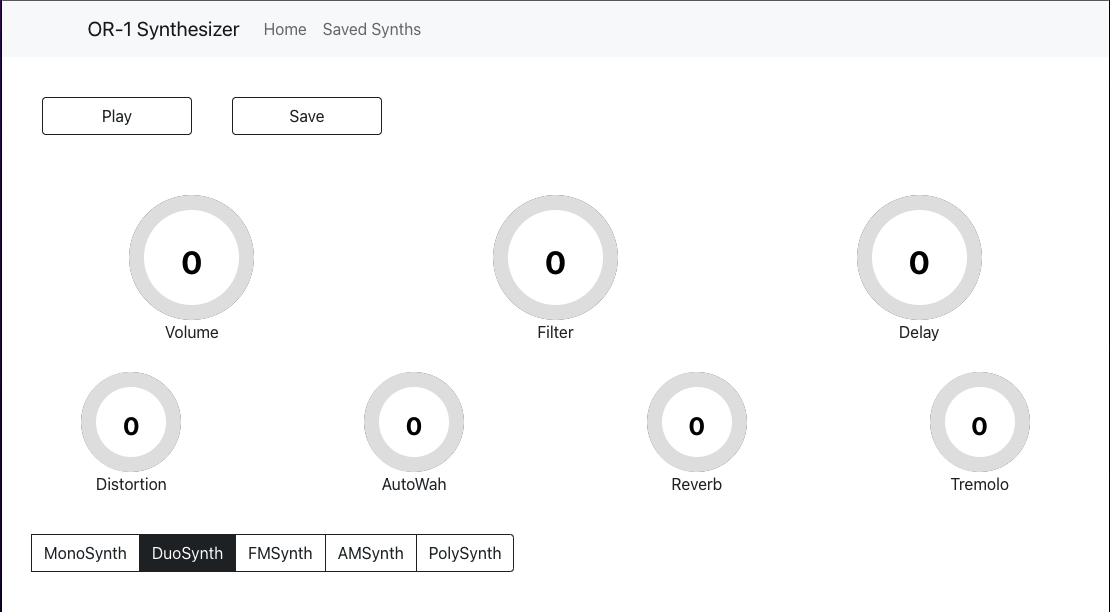 OR-1 Synthesizer Home Saved Synths
Play Save
0 0 0
Volume Filter Delay
0 0 0 0
Distortion AutoWah Reverb Tremolo
MonoSynth DuoSynth FMSynth AMSynth PolySynth